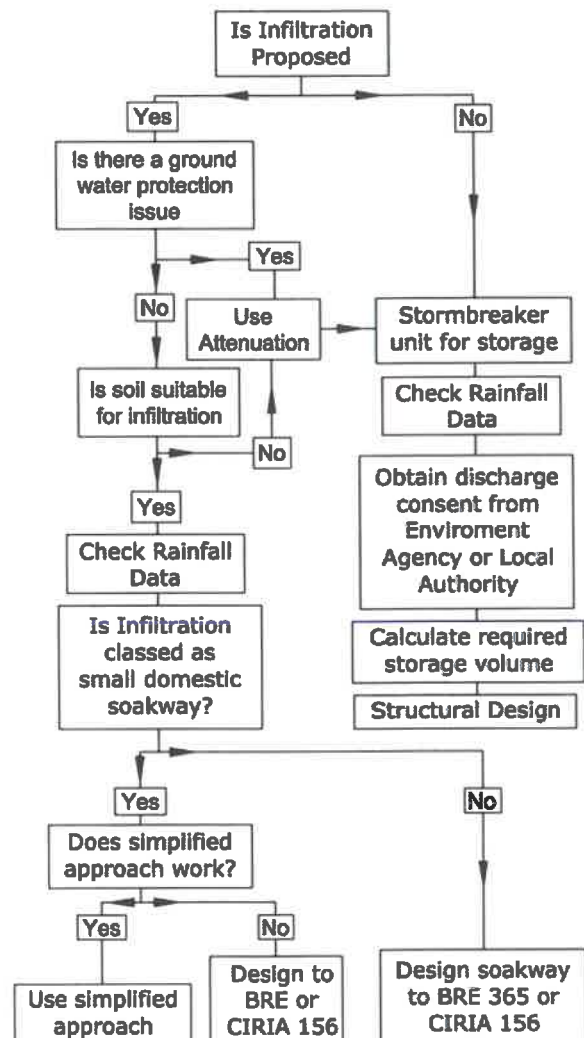 Is Infiltration
Proposed
Yes
No
Is there a ground
water protection
issue
Yes
No
Use
Attenuation
Stormbreaker
unit for storage
Is soil suitable
for infiltration
Check Rainfall
Data
No
Yes
Obtain discharge
consent from
Enviroment
Agency or Local
Authority
Check Rainfall
Data
Is Infiltration
classed as
small domestic
soakway?
Calculate required
storage volume
Structural Design
Yes
No
Does simplified
approach work?
Yes
No
Use simplified
approach
Design to
BRE or
CIRIA 156
Design soakway
to BRE 365 or
CIRIA 156